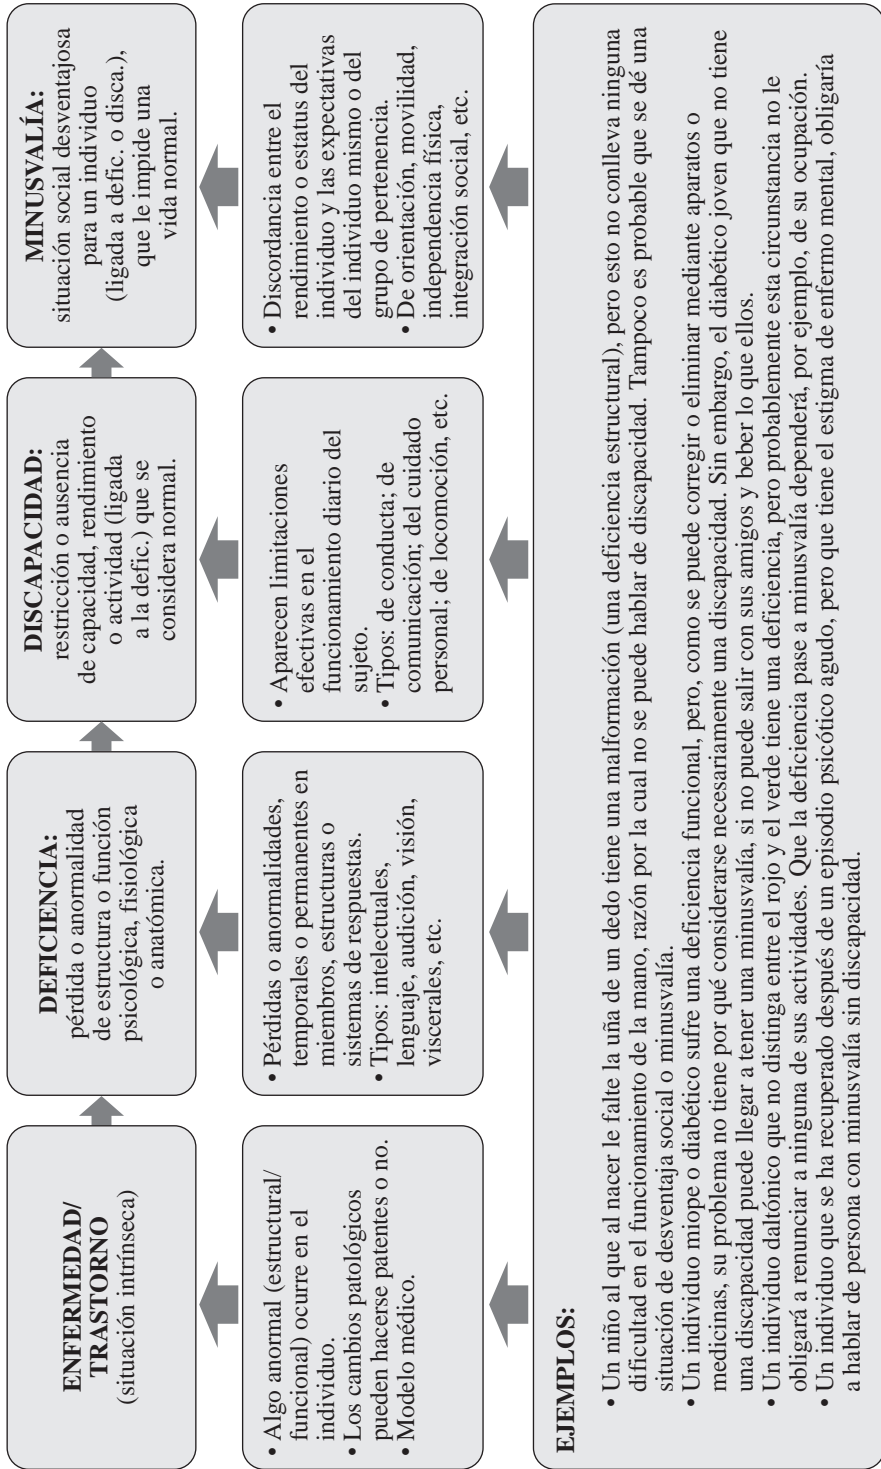 ENFERMEDAD/
TRASTORNO
(situación intrínseca)
DEFICIENCIA:
pérdida o anormalidad
de estructura o función
psicológica, fisiológica
o anatómica.
DISCAPACIDAD:
restricción o ausencia
de capacidad, rendimiento
o actividad (ligada
a la defic.) que se
considera normal.
MINUSVALÍA:
situación social desventajosa
para un individuo
(ligada a defic. o disca.),
que le impide una
vida normal.
• Algo anormal (estructural/
funcional) ocurre en el
individuo.
• Los cambios patológicos
pueden hacerse patentes o no.
• Modelo médico.
• Pérdidas o anormalidades,
temporales o permanentes en
miembros, estructuras o
sistemas de respuestas.
• Tipos: intelectuales,
lenguaje, audición, visión,
viscerales, etc.
• Aparecen limitaciones
efectivas en el
funcionamiento diario del
sujeto.
• Tipos: de conducta; de
comunicación; del cuidado
personal; de locomoción, etc.
• Discordancia entre el
rendimiento o estatus del
individuo y las expectativas
del individuo mismo o del
grupo de pertenencia.
• De orientación, movilidad,
independencia física,
integración social, etc.
EJEMPLOS:
• Un niño al que al nacer le falte la uña de un dedo tiene una malformación (una deficiencia estructural), pero esto no conlleva ninguna
dificultad en el funcionamiento de la mano, razón por la cual no se puede hablar de discapacidad. Tampoco es probable que se dé una
situación de desventaja social o minusvalía.
• Un individuo miope o diabético sufre una deficiencia funcional, pero, como se puede corregir o eliminar mediante aparatos o
medicinas, su problema no tiene por qué considerarse necesariamente una discapacidad. Sin embargo, el diabético joven que no tiene
una discapacidad puede llegar a tener una minusvalía, si no puede salir con sus amigos y beber lo que ellos.
• Un individuo daltónico que no distinga entre el rojo y el verde tiene una deficiencia, pero probablemente esta circunstancia no le
obligará a renunciar a ninguna de sus actividades. Que la deficiencia pase a minusvalía dependerá, por ejemplo, de su ocupación.
• Un individuo que se ha recuperado después de un episodio psicótico agudo, pero que tiene el estigma de enfermo mental, obligaría
a hablar de persona con minusvalía sin discapacidad.